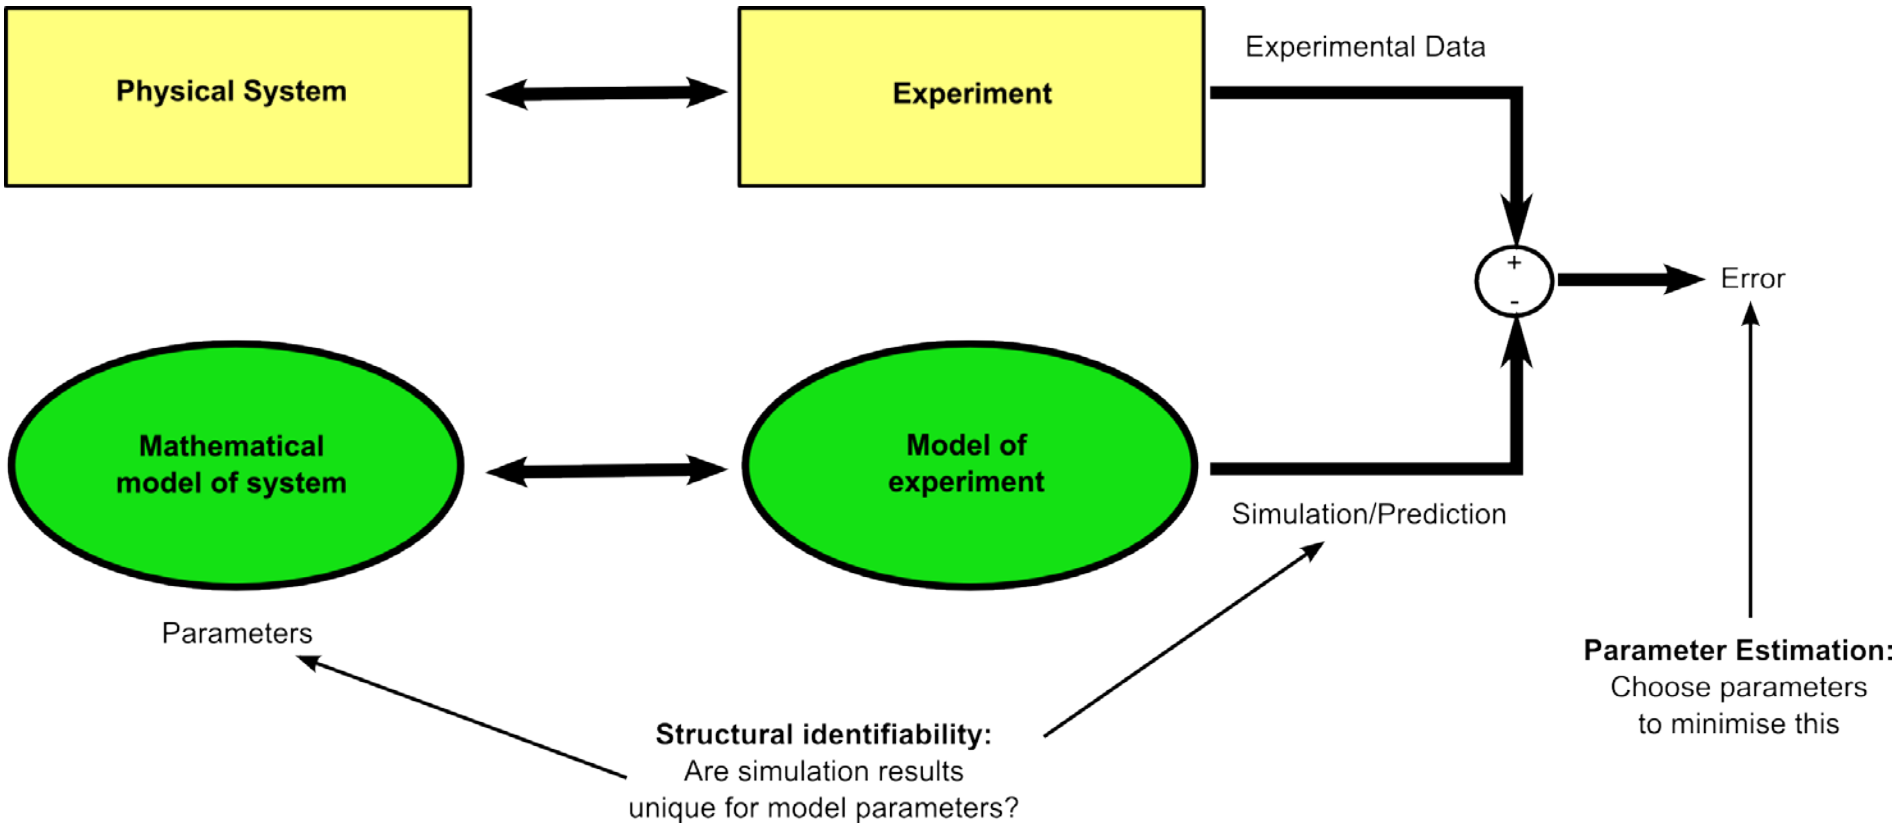 Physical System
Experiment
Experimental Data
+
-
Error
Mathematical
model of system
Model of
experiment
Simulation/Prediction
Parameters
Structural identifiability:
Are simulation results
unique for model parameters?
Parameter Estimation:
Choose parameters
to minimise this